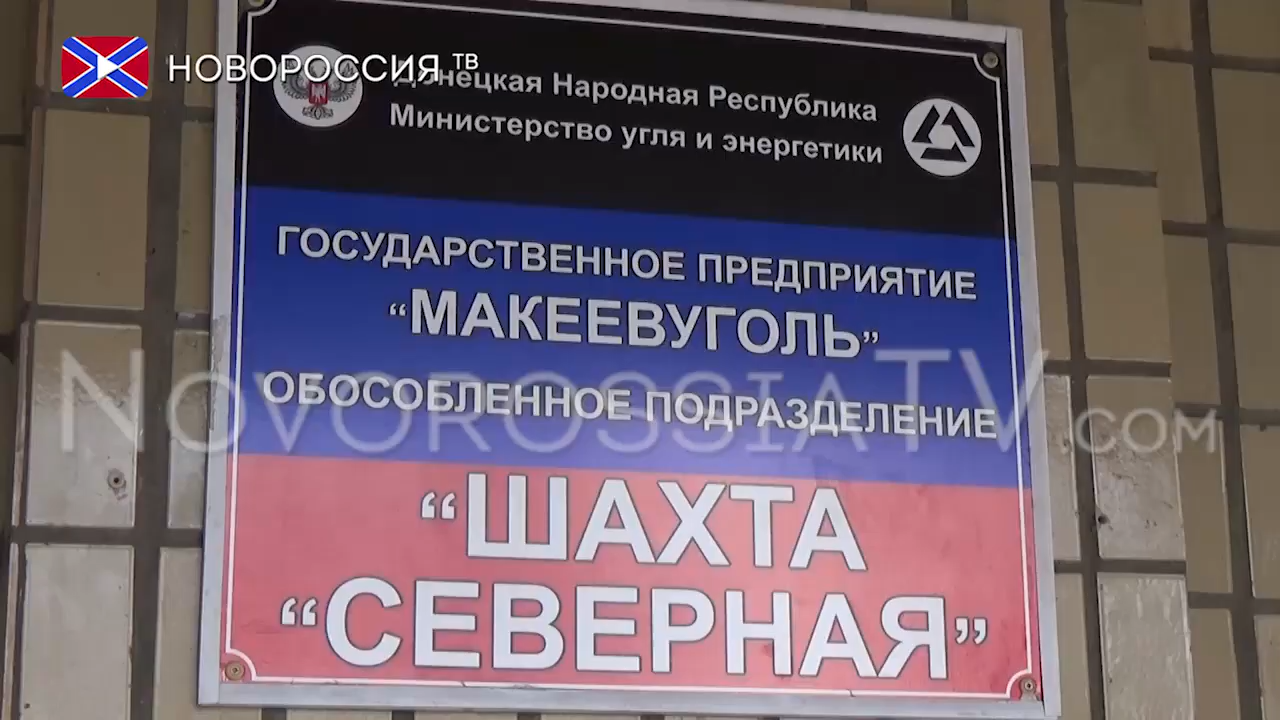 НОВОРОССИЯ ТВ
Донецкая Народная Республика
Министерство угля и энергетики
ГОСУДАРСТВЕННОЕ ПРЕДПРИЯТИЕ
“МАКЕЕВУГОЛЬ”
NOVOROSSIATV.COM
ОБОСОБЛЕННОЕ ПОДРАЗДЕЛЕНИЕ
“ШАХТА
“СЕВЕРНАЯ”